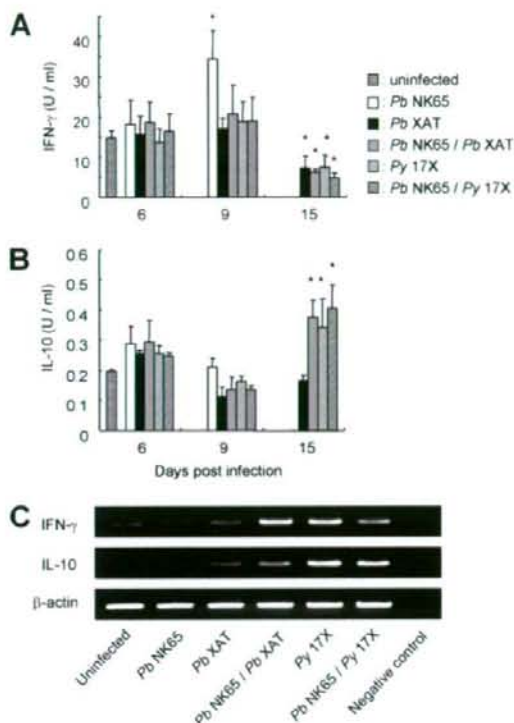 A
IFN-γ (U / ml)
40
30
20
10
0
*
* * * *
6 9 15
: uninfected
: Pb NK65
: Pb XAT
: Pb NK65 / Pb XAT
: Py 17X
: Pb NK65 / Py 17X
B
IL-10 (U / ml)
0 6
0 5
0 4
0 3
0 2
0 1
0
* * *
6 9 15
Days post infection
C
IFN-γ
IL-10
β-actin
Uninfected
Pb NK65
Pb XAT
Pb NK65 / Pb XAT
Py 17X
Pb NK65 / Py 17X
Negative control